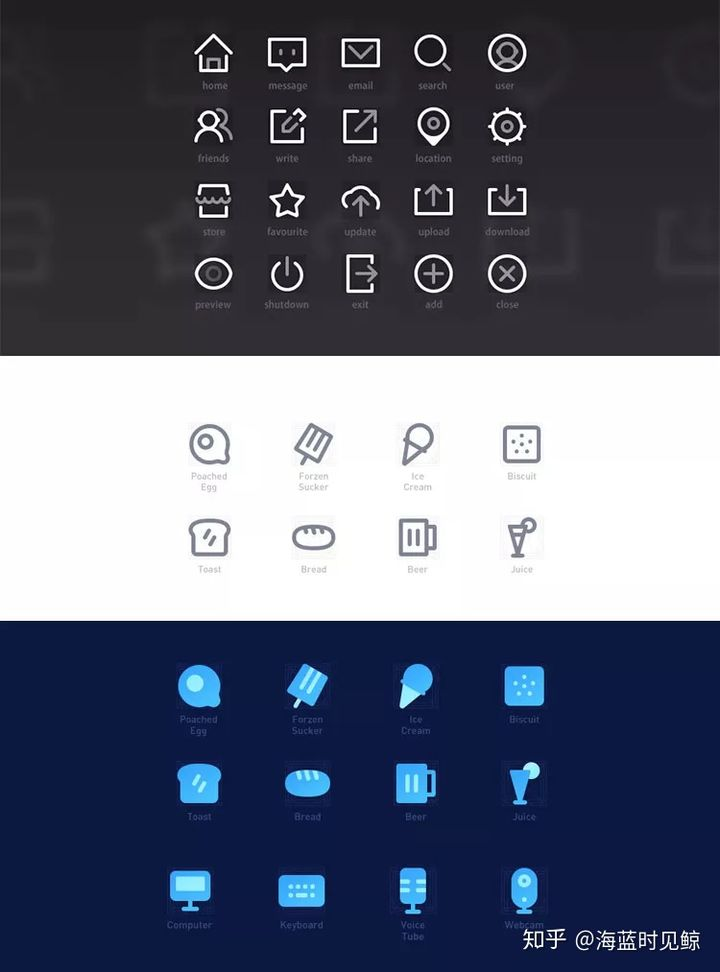 home message email search user
friends write share location setting
store favourite update upload download
preview shutdown exit add close
Poached Forzen Ice Biscuit
Egg Sucker Cream
Toast Bread Beer Juice
Poached Forzen Ice Biscuit
Egg Sucker Cream
Toast Bread Beer Juice
Computer Keyboard Voice Webcam
Tube
知乎 @海蓝时见鲸